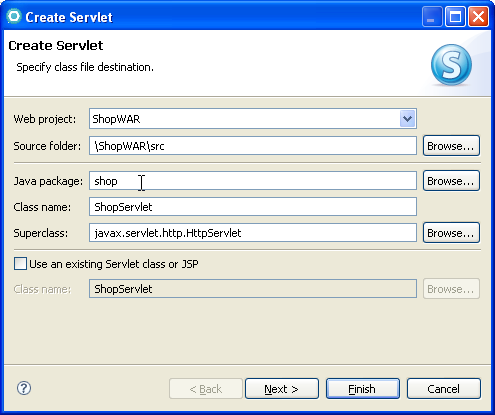 Create Servlet
Create Servlet
Specify class file destination.
S
Web project: ShopWAR
Source folder: \ShopWAR\src Browse...
Java package: shop Browse...
Class name: ShopServlet
Superclass: javax.servlet.http.HttpServlet Browse...
Use an existing Servlet class or JSP
Class name: ShopServlet Browse...
? < Back Next > Finish Cancel